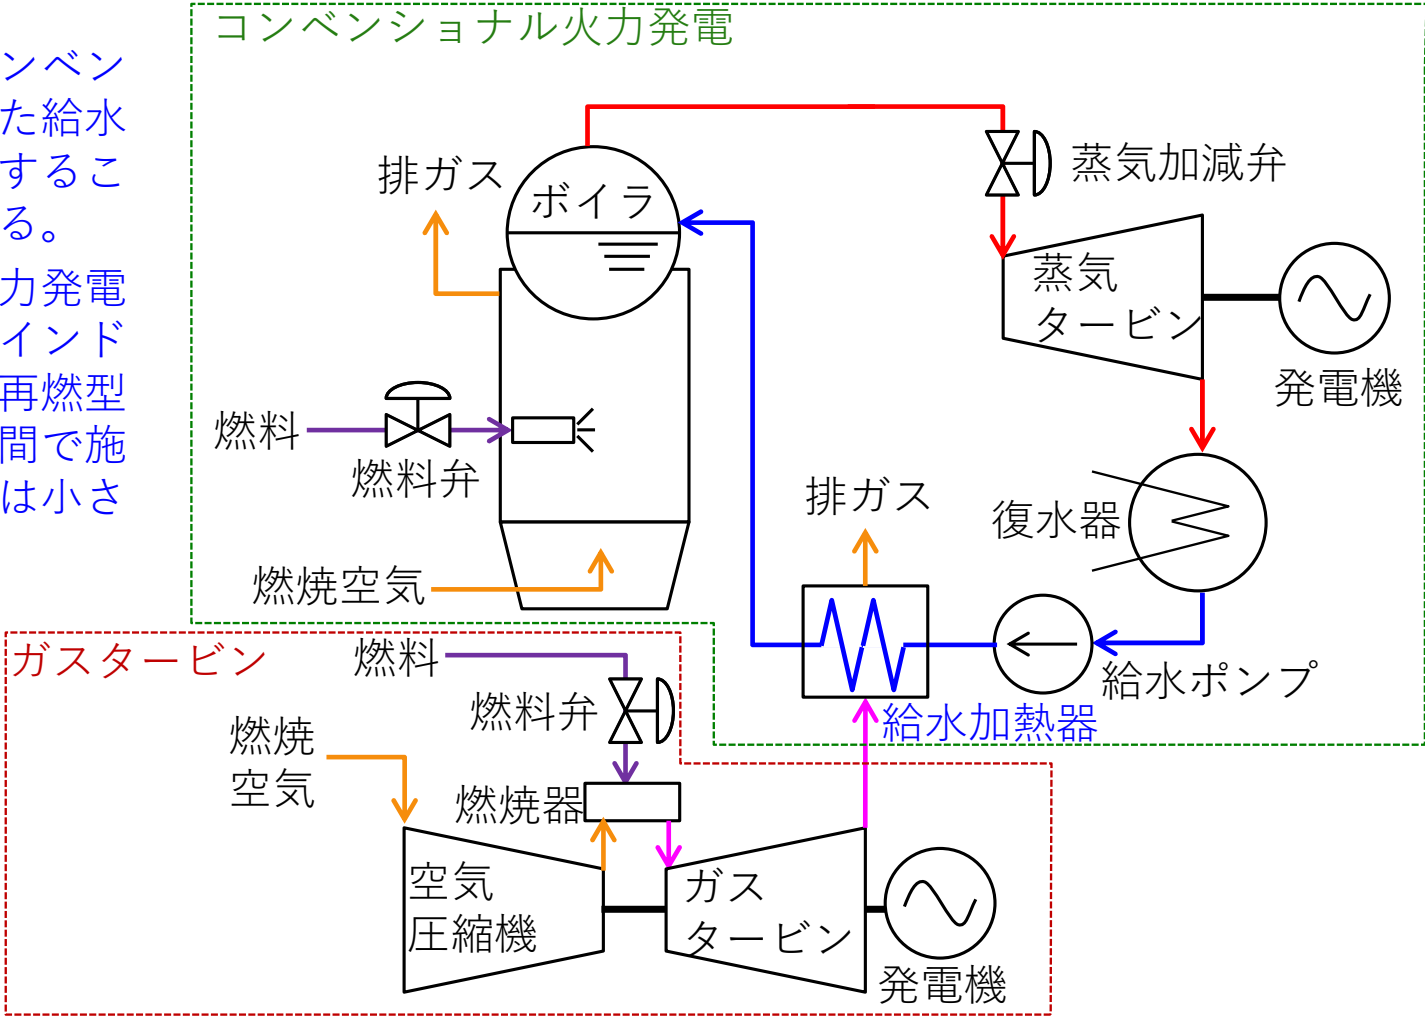 コンベンショナル火力発電
ンベン
た給水
するこ
る。
力発電
インド
再燃型
間で施
は小さ
排ガス
ボイラ
蒸気加減弁
蒸気
タービン
発電機
燃料
燃料弁
排ガス
復水器
燃焼空気
給水ポンプ
給水加熱器
ガスタービン
燃料
燃料弁
燃焼
空気
燃焼器
空気
圧縮機
ガス
タービン
発電機